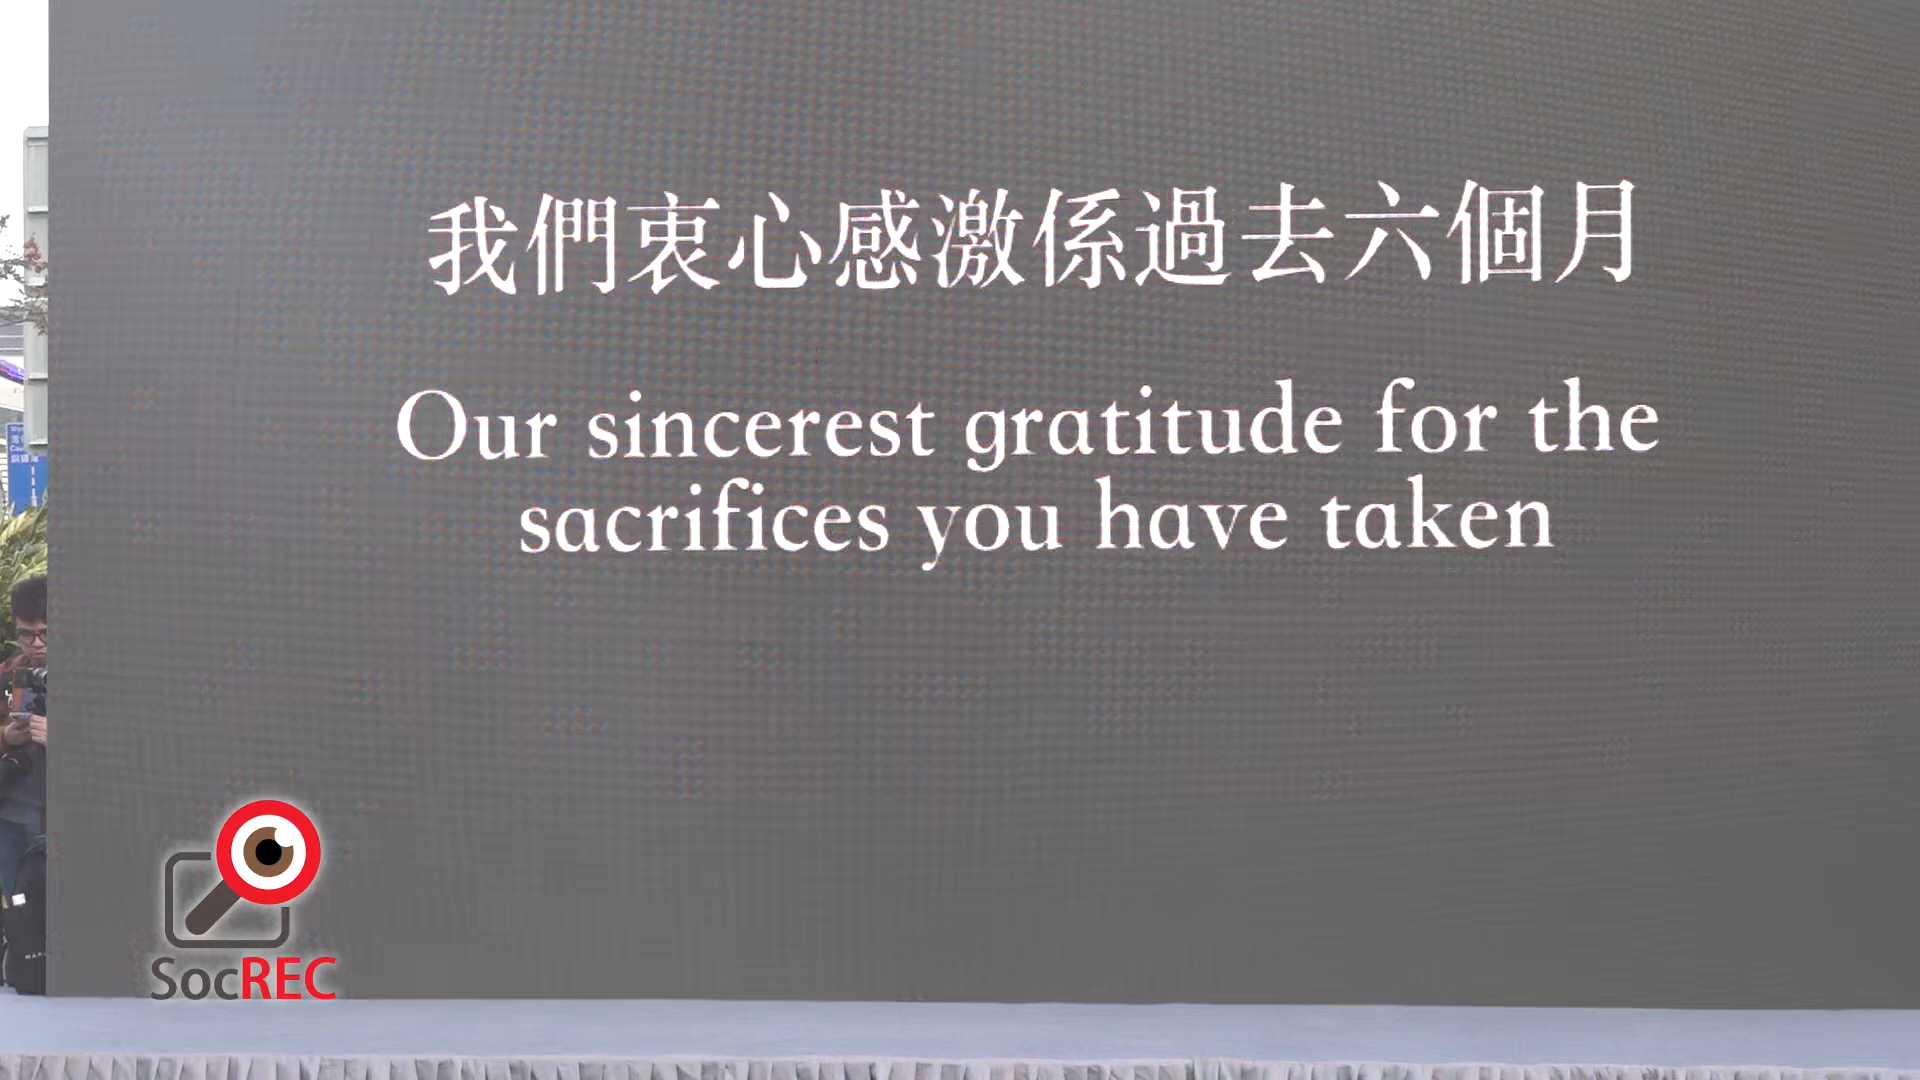 我們衷心感激係過去六個月
Our sincerest gratitude for the
sacrifices you have taken
SocREC